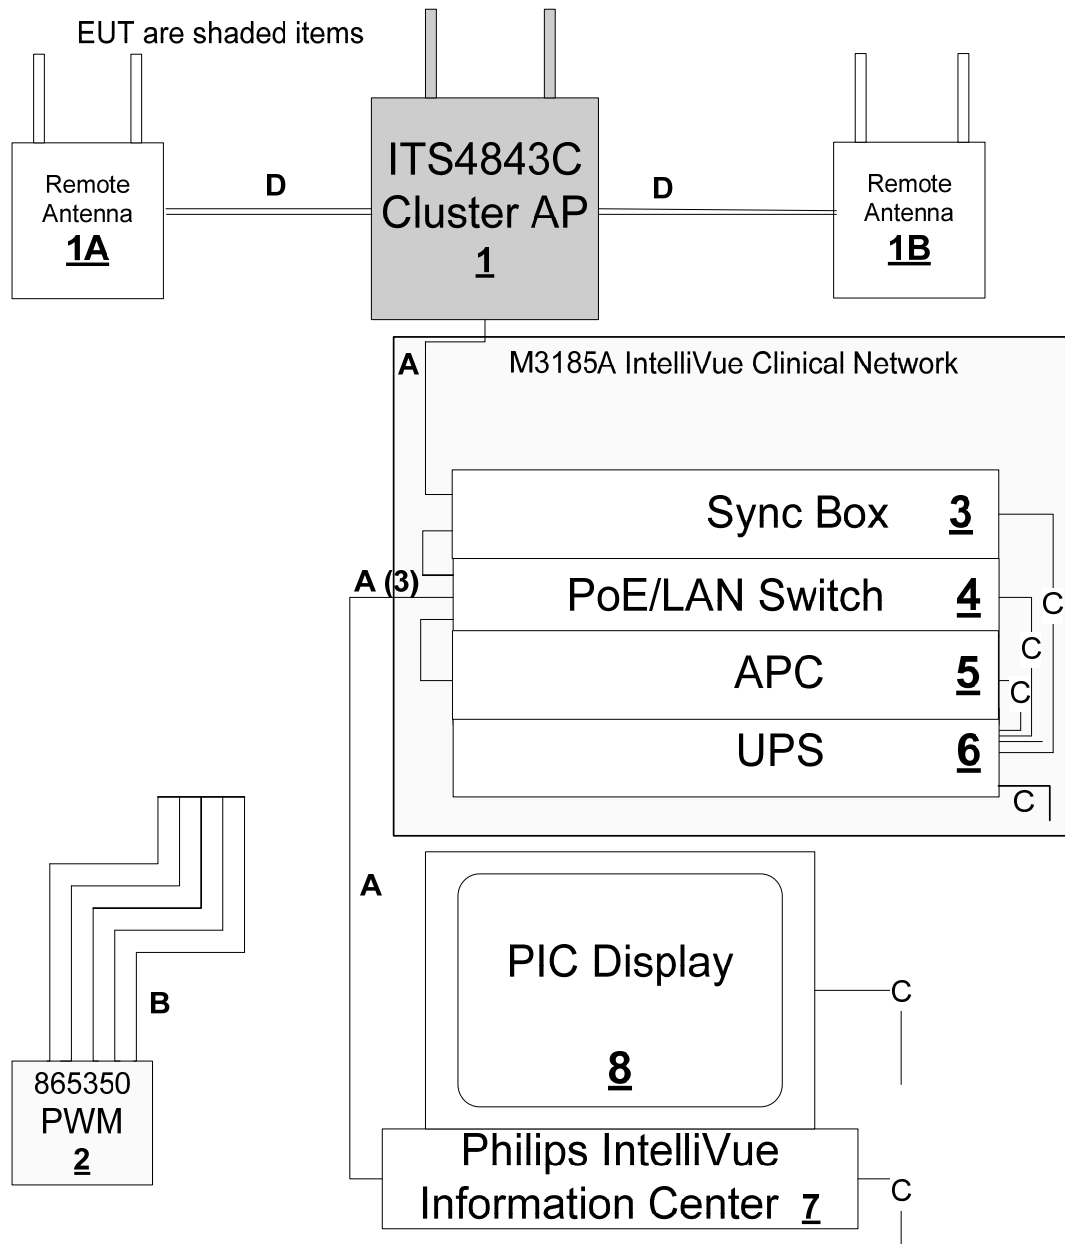 EUT are shaded items
ITS4843C
Cluster AP
1
Remote
Antenna
1A
D
D
Remote
Antenna
1B
A
M3185A IntelliVue Clinical Network
Sync Box 3
A (3)
PoE/LAN Switch 4
C
C
APC 5
C
UPS 6
C
A
PIC Display
8
C
B
865350
PWM
2
Philips IntelliVue
Information Center 7
C